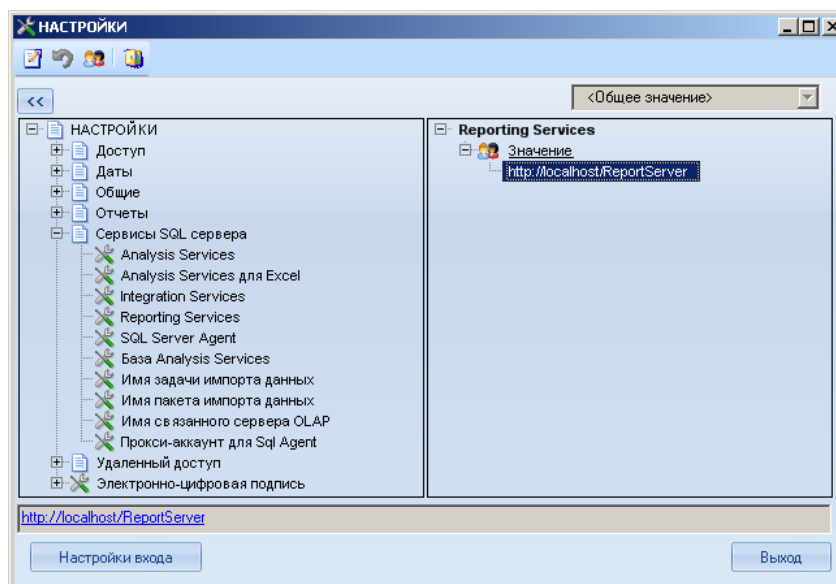 НАСТРОЙКИ
<<
<Общее значение>
НАСТРОЙКИ
Доступ
Даты
Общие
Отчеты
Сервисы SQL сервера
Analysis Services
Analysis Services для Excel
Integration Services
Reporting Services
SQL Server Agent
База Analysis Services
Имя задачи импорта данных
Имя пакета импорта данных
Имя связанного сервера OLAP
Прокси-аккаунт для Sql Agent
Удаленный доступ
Электронно-цифровая подпись
Reporting Services
Значение
http://localhost/ReportServer
http://localhost/ReportServer
Настройки входа
Выход